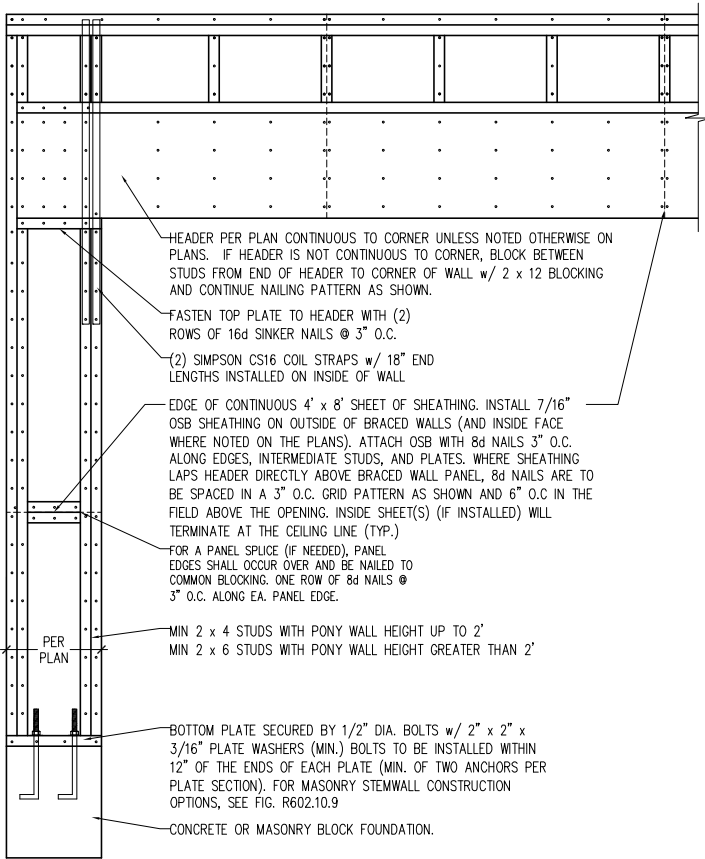 HEADER PER PLAN CONTINUOUS TO CORNER UNLESS NOTED OTHERWISE ON
PLANS. IF HEADER IS NOT CONTINUOUS TO CORNER, BLOCK BETWEEN
STUDS FROM END OF HEADER TO CORNER OF WALL w/ 2 x 12 BLOCKING
AND CONTINUE NAILING PATTERN AS SHOWN.
FASTEN TOP PLATE TO HEADER WITH (2)
ROWS OF 16d SINKER NAILS @ 3" O.C.
(2) SIMPSON CS16 COIL STRAPS w/ 18" END
LENGTHS INSTALLED ON INSIDE OF WALL
EDGE OF CONTINUOUS 4' x 8' SHEET OF SHEATHING. INSTALL 7/16"
OSB SHEATHING ON OUTSIDE OF BRACED WALLS (AND INSIDE FACE
WHERE NOTED ON THE PLANS). ATTACH OSB WITH 8d NAILS 3" O.C.
ALONG EDGES, INTERMEDIATE STUDS, AND PLATES. WHERE SHEATHING
LAPS HEADER DIRECTLY ABOVE BRACED WALL PANEL, 8d NAILS ARE TO
BE SPACED IN A 3" O.C. GRID PATTERN AS SHOWN AND 6" O.C IN THE
FIELD ABOVE THE OPENING. INSIDE SHEET(S) (IF INSTALLED) WILL
TERMINATE AT THE CEILING LINE (TYP.)
FOR A PANEL SPLICE (IF NEEDED), PANEL
EDGES SHALL OCCUR OVER AND BE NAILED TO
COMMON BLOCKING. ONE ROW OF 8d NAILS @
3" O.C. ALONG EA. PANEL EDGE.
MIN 2 x 4 STUDS WITH PONY WALL HEIGHT UP TO 2'
MIN 2 x 6 STUDS WITH PONY WALL HEIGHT GREATER THAN 2'
PER
PLAN
BOTTOM PLATE SECURED BY 1/2" DIA. BOLTS w/ 2" x 2" x
3/16" PLATE WASHERS (MIN.) BOLTS TO BE INSTALLED WITHIN
12" OF THE ENDS OF EACH PLATE (MIN. OF TWO ANCHORS PER
PLATE SECTION). FOR MASONRY STEMWALL CONSTRUCTION
OPTIONS, SEE FIG. R602.10.9
CONCRETE OR MASONRY BLOCK FOUNDATION.